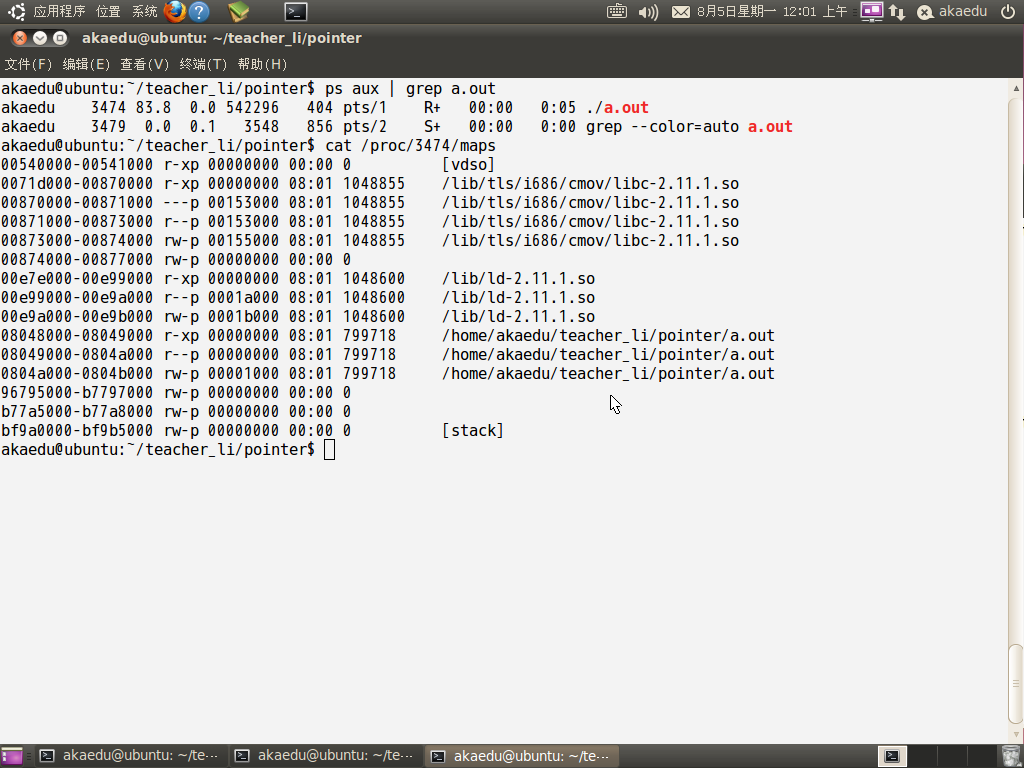 应用程序 位置 系统 8月5日星期一 12:01 上午 akaedu
akaedu@ubuntu: ~/teacher_li/pointer
文件(F) 编辑(E) 查看(V) 终端(T) 帮助(H)
akaedu@ubuntu:~/teacher_li/pointer$ ps aux | grep a.out
akaedu    3474 83.8  0.0 542296   404 pts/1    R+   00:00   0:05 ./a.out
akaedu    3479  0.0  0.1   3548   856 pts/2    S+   00:00   0:00 grep --color=auto a.out
akaedu@ubuntu:~/teacher_li/pointer$ cat /proc/3474/maps
00540000-00541000 r-xp 00000000 00:00 0          [vdso]
0071d000-00870000 r-xp 00000000 08:01 1048855    /lib/tls/i686/cmov/libc-2.11.1.so
00870000-00871000 ---p 00153000 08:01 1048855    /lib/tls/i686/cmov/libc-2.11.1.so
00871000-00873000 r--p 00153000 08:01 1048855    /lib/tls/i686/cmov/libc-2.11.1.so
00873000-00874000 rw-p 00155000 08:01 1048855    /lib/tls/i686/cmov/libc-2.11.1.so
00874000-00877000 rw-p 00000000 00:00 0
00e7e000-00e99000 r-xp 00000000 08:01 1048600    /lib/ld-2.11.1.so
00e99000-00e9a000 r--p 0001a000 08:01 1048600    /lib/ld-2.11.1.so
00e9a000-00e9b000 rw-p 0001b000 08:01 1048600    /lib/ld-2.11.1.so
08048000-08049000 r-xp 00000000 08:01 799718     /home/akaedu/teacher_li/pointer/a.out
08049000-0804a000 r--p 00000000 08:01 799718     /home/akaedu/teacher_li/pointer/a.out
0804a000-0804b000 rw-p 00001000 08:01 799718     /home/akaedu/teacher_li/pointer/a.out
96795000-b7797000 rw-p 00000000 00:00 0
b77a5000-b77a8000 rw-p 00000000 00:00 0
bf9a0000-bf9b5000 rw-p 00000000 00:00 0          [stack]
akaedu@ubuntu:~/teacher_li/pointer$
akaedu@ubuntu: ~/te··· akaedu@ubuntu: ~/te··· akaedu@ubuntu: ~/te···